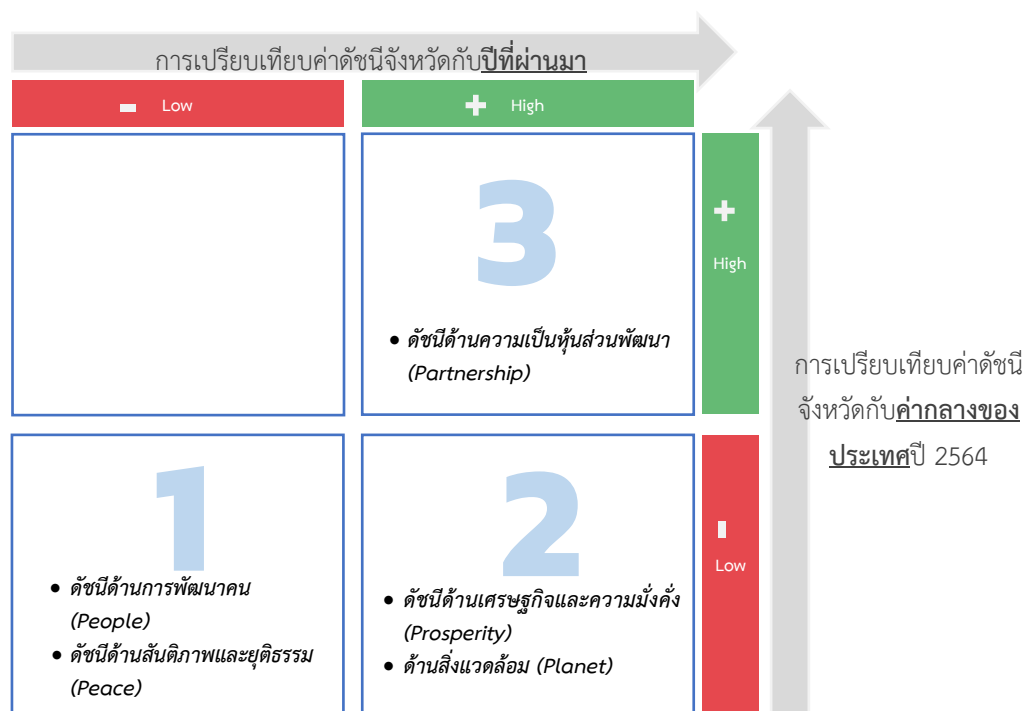 การเปรียบเทียบค่าดัชนีจังหวัดกับปีที่ผ่านมา
- Low
+ High
3
• ดัชนีด้านความเป็นหุ้นส่วนพัฒนา
(Partnership)
+
High
การเปรียบเทียบค่าดัชนี
จังหวัดกับค่ากลางของ
ประเทศปี 2564
1
• ดัชนีด้านการพัฒนาคน
(People)
• ดัชนีด้านสันติภาพและยุติธรรม
(Peace)
2
• ดัชนีด้านเศรษฐกิจและความมั่งคั่ง
(Prosperity)
• ด้านสิ่งแวดล้อม (Planet)
-
Low